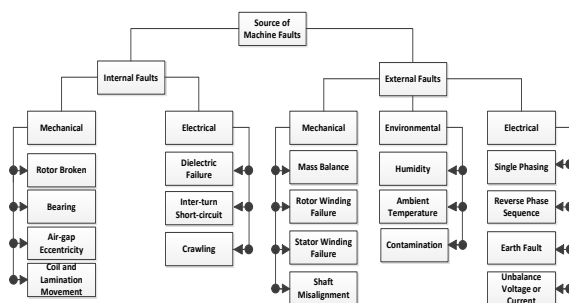 Source of
Machine Faults
Internal Faults
External Faults
Mechanical
Electrical
Mechanical
Environmental
Electrical
Rotor Broken
Bearing
Air-gap
Eccentricity
Coil and
Lamination
Movement
Dielectric
Failure
Inter-turn
Short-circuit
Crawling
Mass Balance
Rotor Winding
Failure
Stator Winding
Failure
Shaft
Misalignment
Humidity
Ambient
Temperature
Contamination
Single Phasing
Reverse Phase
Sequence
Earth Fault
Unbalance
Voltage or
Current